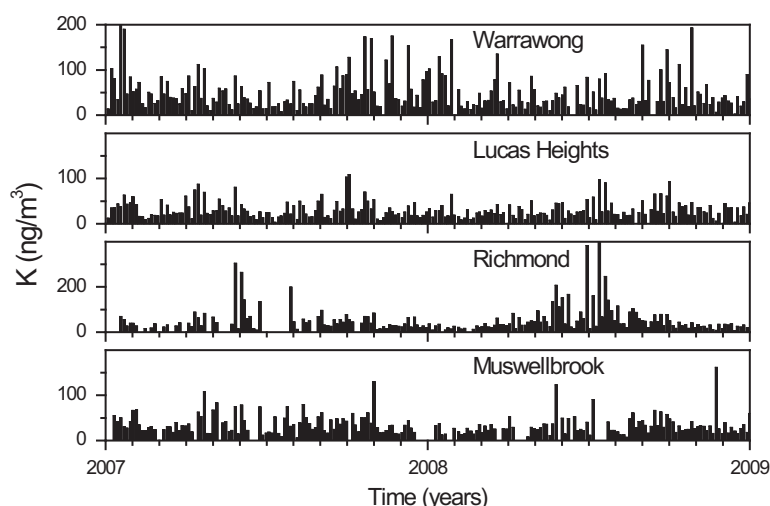 200
Warrawong
100
0
Lucas Heights
100
0
K (ng/m³)
Richmond
200
0
Muswellbrook
100
0
2007
2008
2009
Time (years)